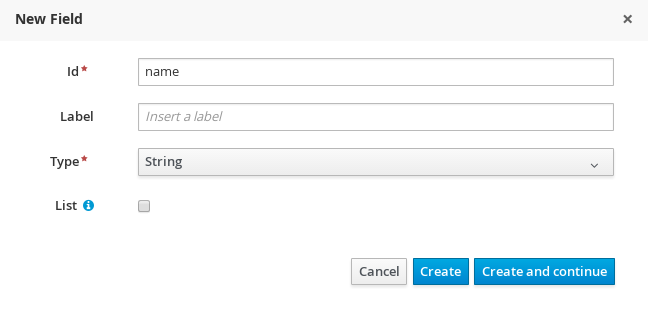 New Field ×
Id*
name
Label
Insert a label
Type*
String
List
Cancel Create Create and continue